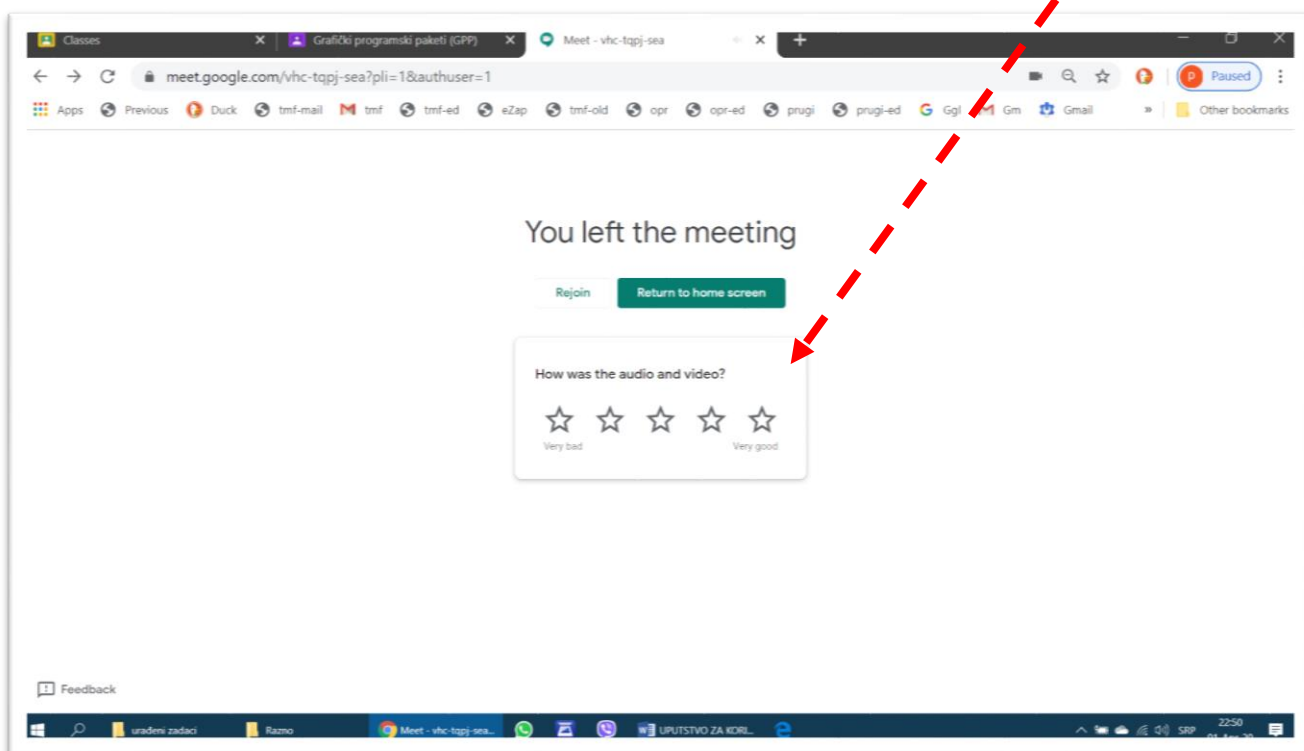 Classes Grafički programski paketi (GPP) Meet - vhc-tqpj-sea
meet.google.com/vhc-tqpj-sea?pli=1&authuser=1 P Paused
Apps Previous Duck tmf-mail tmf tmf-ed eZap tmf-old opr opr-ed prugi prugi-ed Ggl Gm Gmail » Other bookmarks
You left the meeting
Rejoin Return to home screen
How was the audio and video?
Very bad Very good
Feedback
urađeni zadaci Razno Meet - vhc-tqpj-sea... UPUTSTVO ZA KORI... SRP 22:50